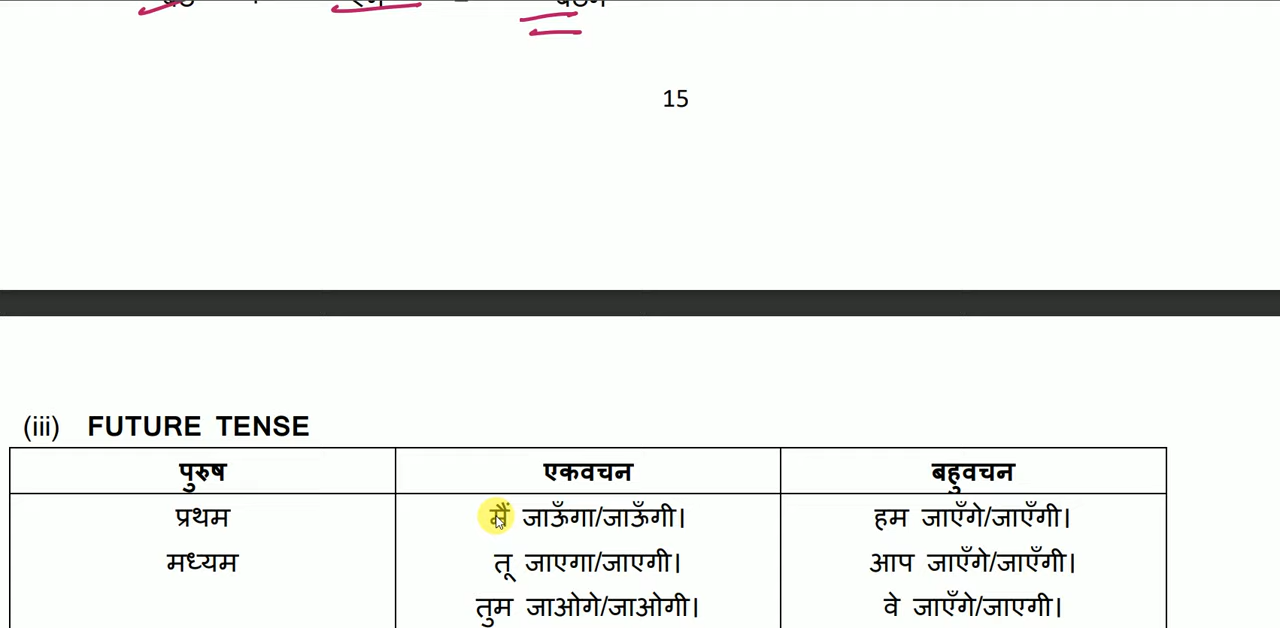 15
(iii) FUTURE TENSE
पुरुष एकवचन बहुवचन
प्रथम मैं जाऊँगा/जाऊँगी। हम जाएँगे/जाएँगी।
मध्यम तू जाएगा/जाएगी। आप जाएँगे/जाएँगी।
तुम जाओगे/जाओगी। वे जाएँगे/जाएगी।